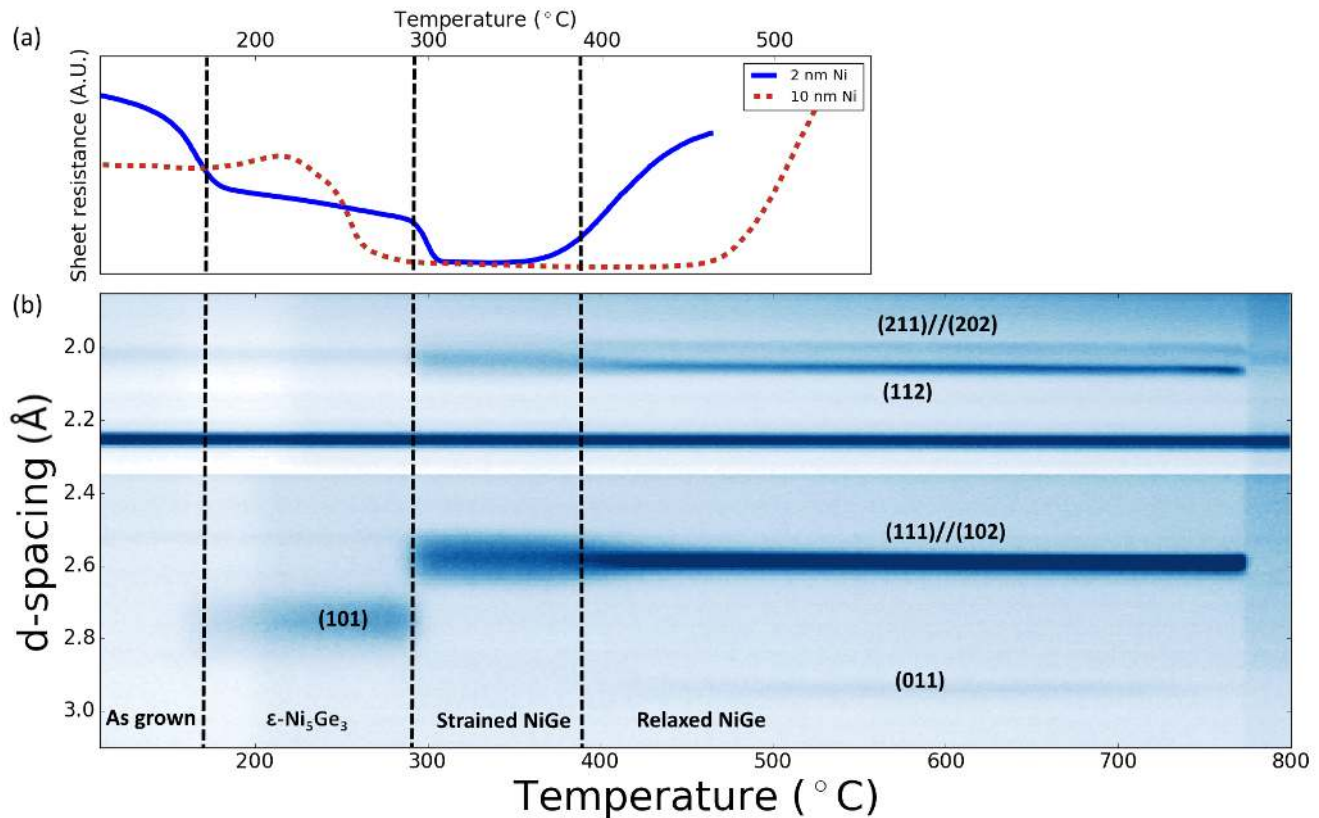 (a)
Temperature (°C)
200 300 400 500
Sheet resistance (A.U.)
2 nm Ni
10 nm Ni
(b)
d-spacing (Å)
2.0
2.2
2.4
2.6
2.8
3.0
(211)//(202)
(112)
(111)//(102)
(101)
(011)
As grown ε-Ni₅Ge₃ Strained NiGe Relaxed NiGe
200 300 400 500 600 700 800
Temperature (°C)